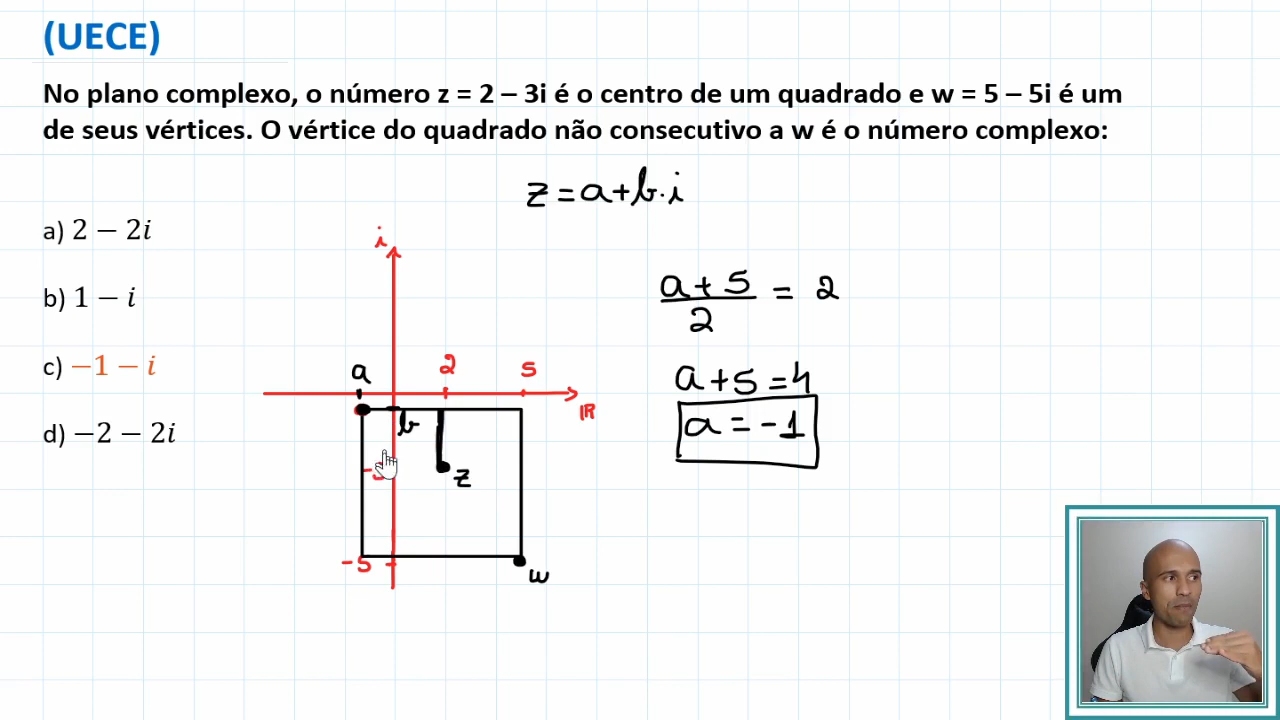 (UECE)
No plano complexo, o número z = 2 – 3i é o centro de um quadrado e w = 5 – 5i é um
de seus vértices. O vértice do quadrado não consecutivo a w é o número complexo:
z = a + b · i
a) 2 − 2i
b) 1 − i
c) −1 − i
d) −2 − 2i
i
a
2
5
IR
b
z
-5
w
a + 5
2
= 2
a + 5 = 4
a = -1